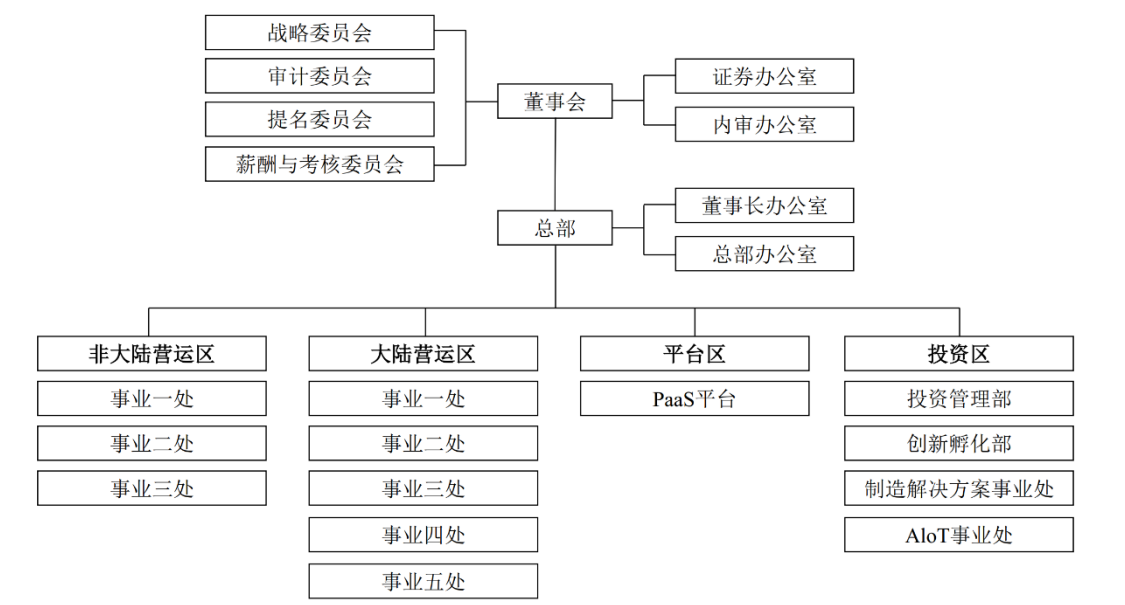 战略委员会
审计委员会
提名委员会
薪酬与考核委员会
董事会
证券办公室
内审办公室
总部
董事长办公室
总部办公室
非大陆营运区
事业一处
事业二处
事业三处
大陆营运区
事业一处
事业二处
事业三处
事业四处
事业五处
平台区
PaaS平台
投资区
投资管理部
创新孵化部
制造解决方案事业处
AloT事业处